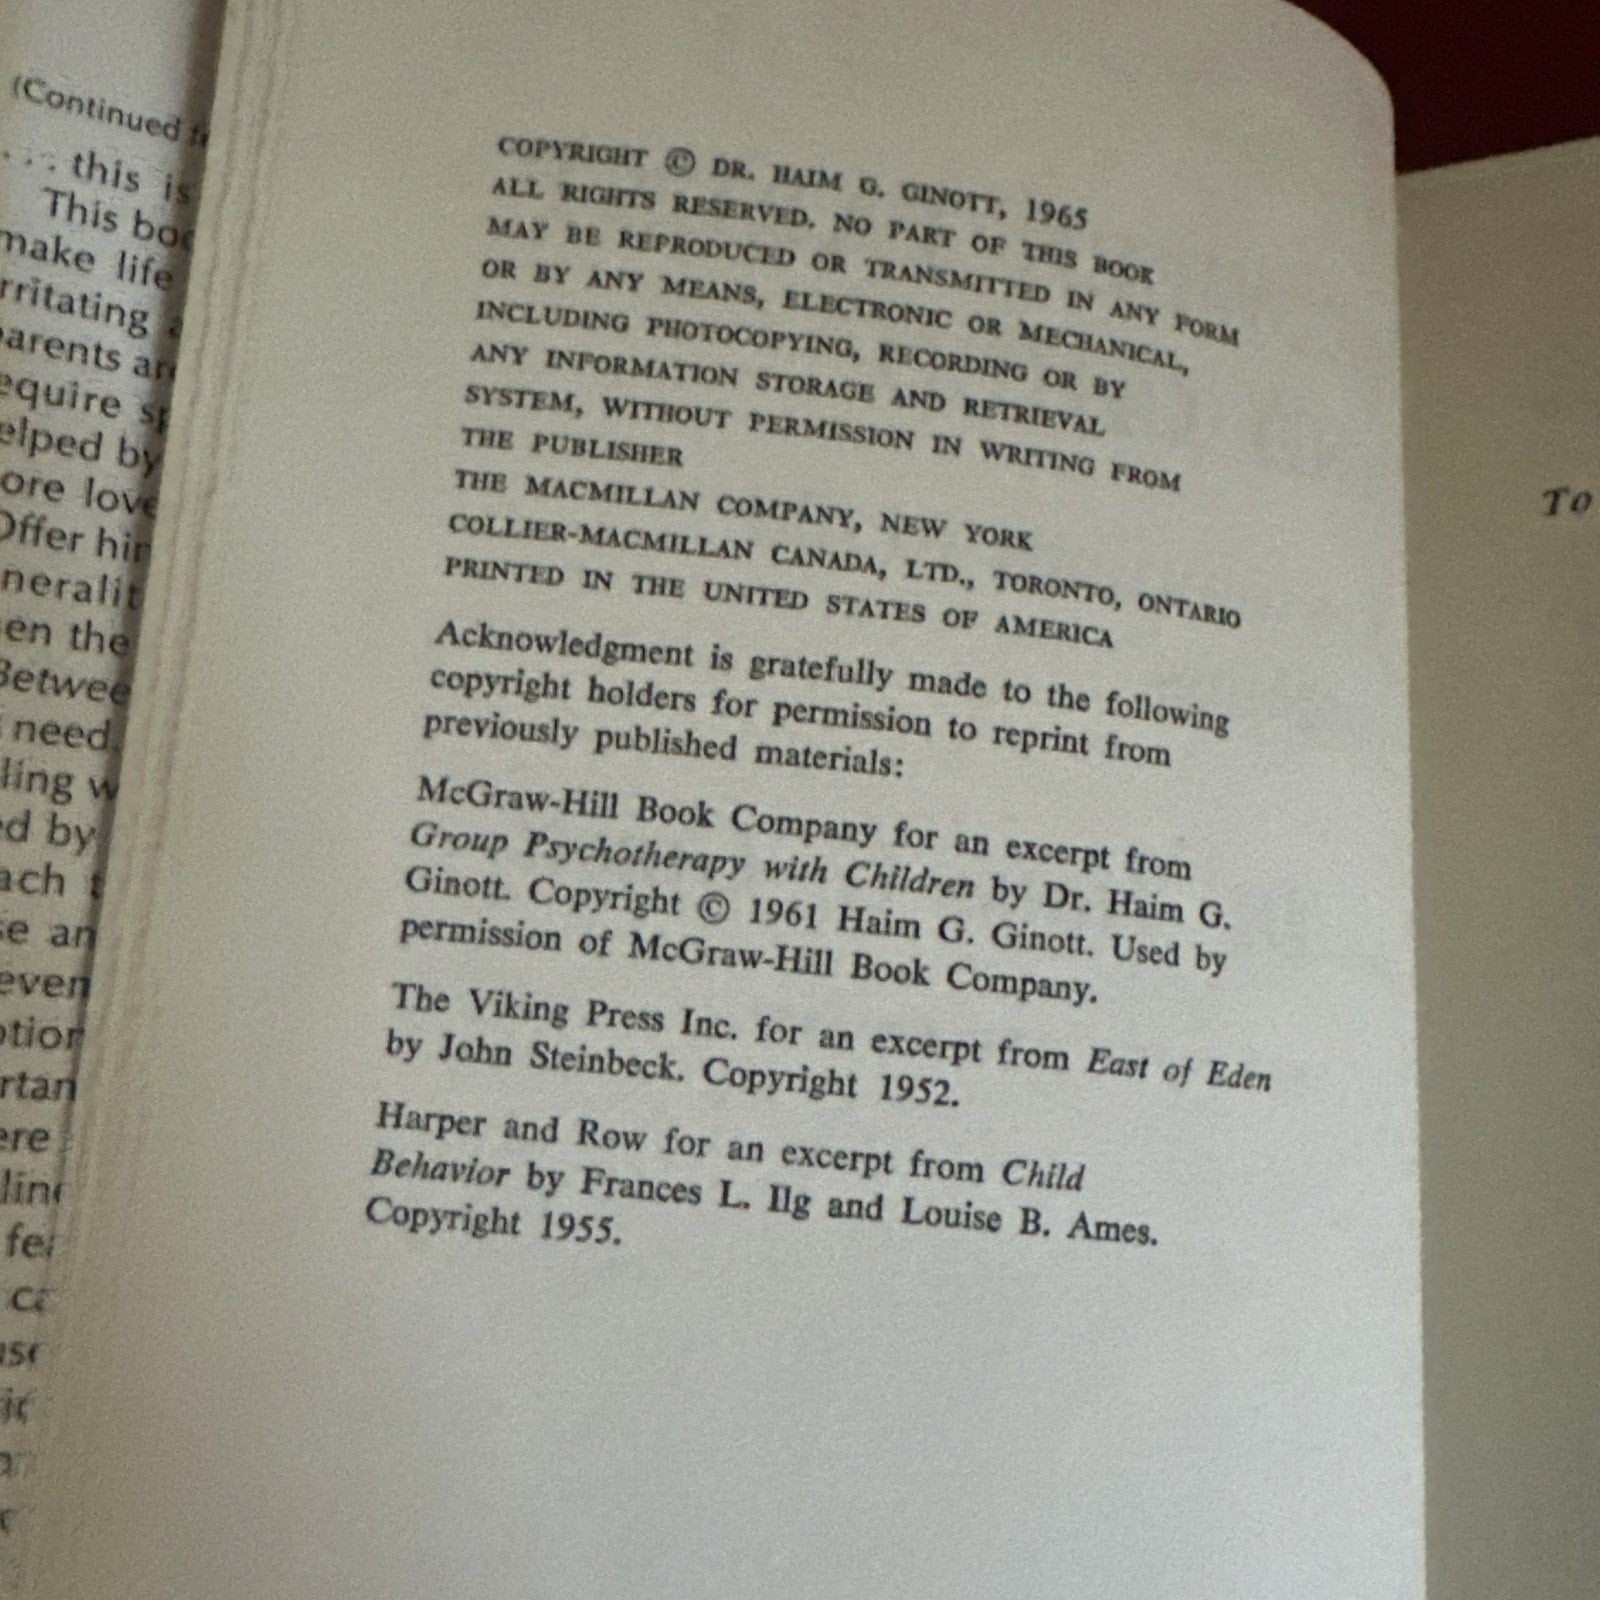 (Continued
. . . this is
This
make life
parents
by
love
Offer
the
need.
by
COPYRIGHT © DR. HAIM G. GINOTT, 1965
ALL RIGHTS RESERVED. NO PART OF THIS BOOK
MAY BE REPRODUCED OR TRANSMITTED IN ANY FORM
OR BY ANY MEANS, ELECTRONIC OR MECHANICAL,
INCLUDING PHOTOCOPYING, RECORDING OR BY
ANY INFORMATION STORAGE AND RETRIEVAL
SYSTEM, WITHOUT PERMISSION IN WRITING FROM
THE PUBLISHER
THE MACMILLAN COMPANY, NEW YORK
COLLIER-MACMILLAN CANADA, LTD., TORONTO, ONTARIO
PRINTED IN THE UNITED STATES OF AMERICA
Acknowledgment is gratefully made to the following
copyright holders for permission to reprint from
previously published materials:
McGraw-Hill Book Company for an excerpt from
Group Psychotherapy with Children by Dr. Haim G.
Ginott. Copyright © 1961 Haim G. Ginott. Used by
permission of McGraw-Hill Book Company.
The Viking Press Inc. for an excerpt from East of Eden
by John Steinbeck. Copyright 1952.
Harper and Row for an excerpt from Child
Behavior by Frances L. Ilg and Louise B. Ames.
Copyright 1955.
To